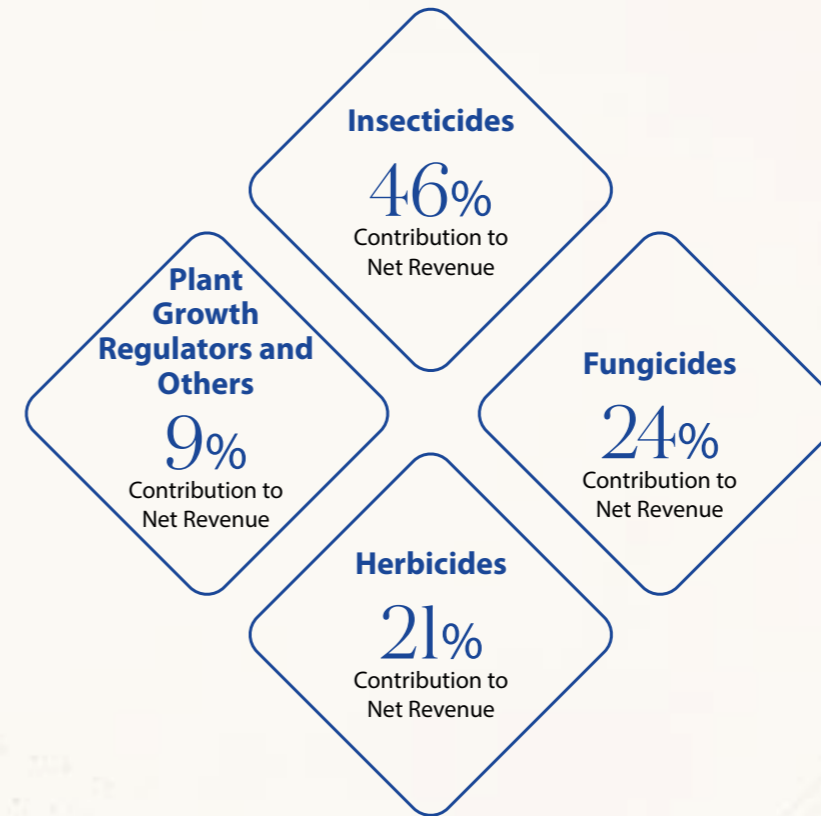 Insecticides
46%
Contribution to
Net Revenue
Plant
Growth
Regulators and
Others
9%
Contribution to
Net Revenue
Fungicides
24%
Contribution to
Net Revenue
Herbicides
21%
Contribution to
Net Revenue